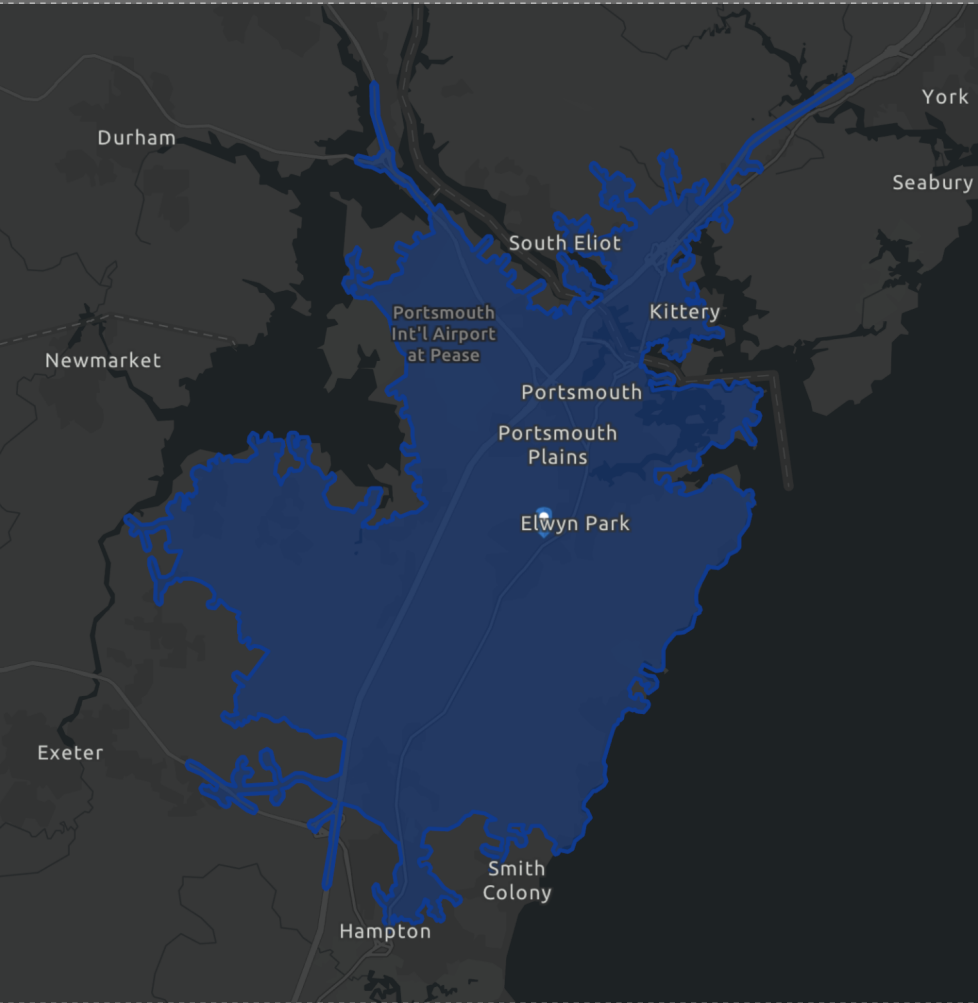 York
Durham
Seabury
South Eliot
Kittery
Portsmouth
Int'l Airport
at Pease
Newmarket
Portsmouth
Portsmouth
Plains
Elwyn Park
Exeter
Smith
Colony
Hampton